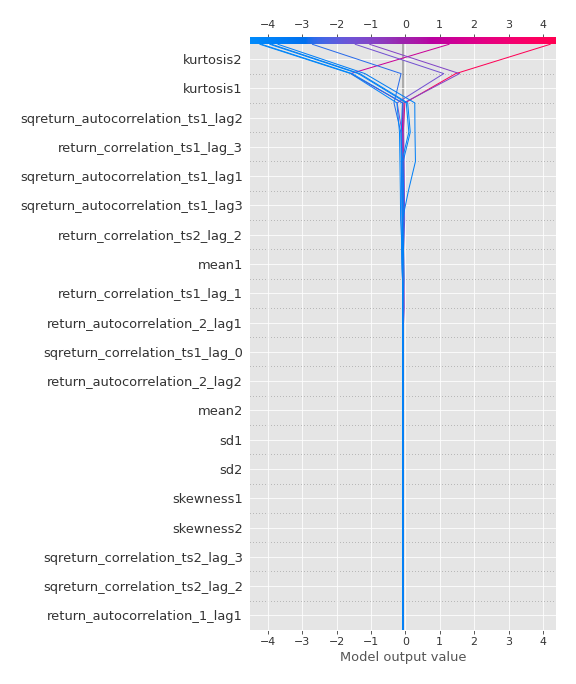 −4 −3 −2 −1 0 1 2 3 4
kurtosis2
kurtosis1
sqreturn_autocorrelation_ts1_lag2
return_correlation_ts1_lag_3
sqreturn_autocorrelation_ts1_lag1
sqreturn_autocorrelation_ts1_lag3
return_correlation_ts2_lag_2
mean1
return_correlation_ts1_lag_1
return_autocorrelation_2_lag1
sqreturn_correlation_ts1_lag_0
return_autocorrelation_2_lag2
mean2
sd1
sd2
skewness1
skewness2
sqreturn_correlation_ts2_lag_3
sqreturn_correlation_ts2_lag_2
return_autocorrelation_1_lag1
−4 −3 −2 −1 0 1 2 3 4
Model output value